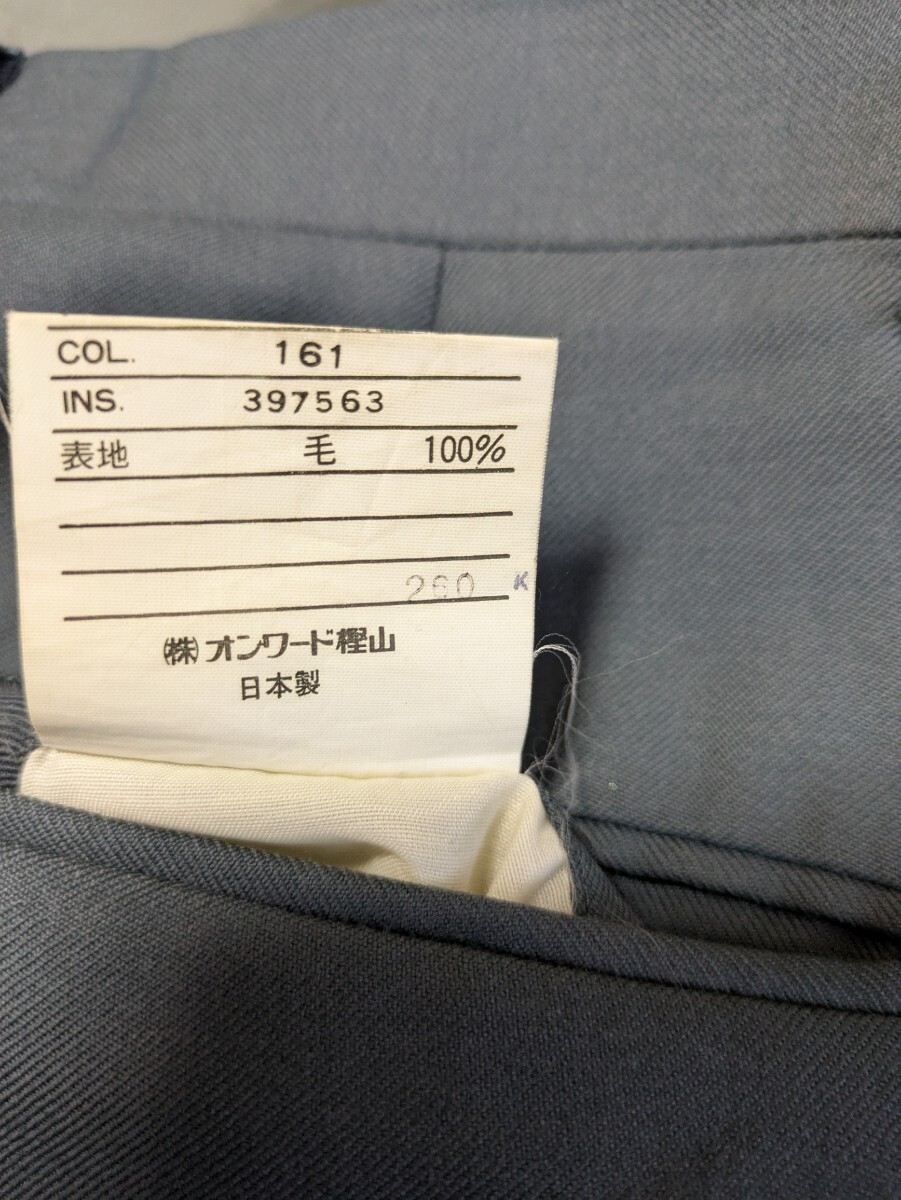 COL. 161
INS. 397563
表地 毛 100%
260 K
㈱オンワード樫山
日本製